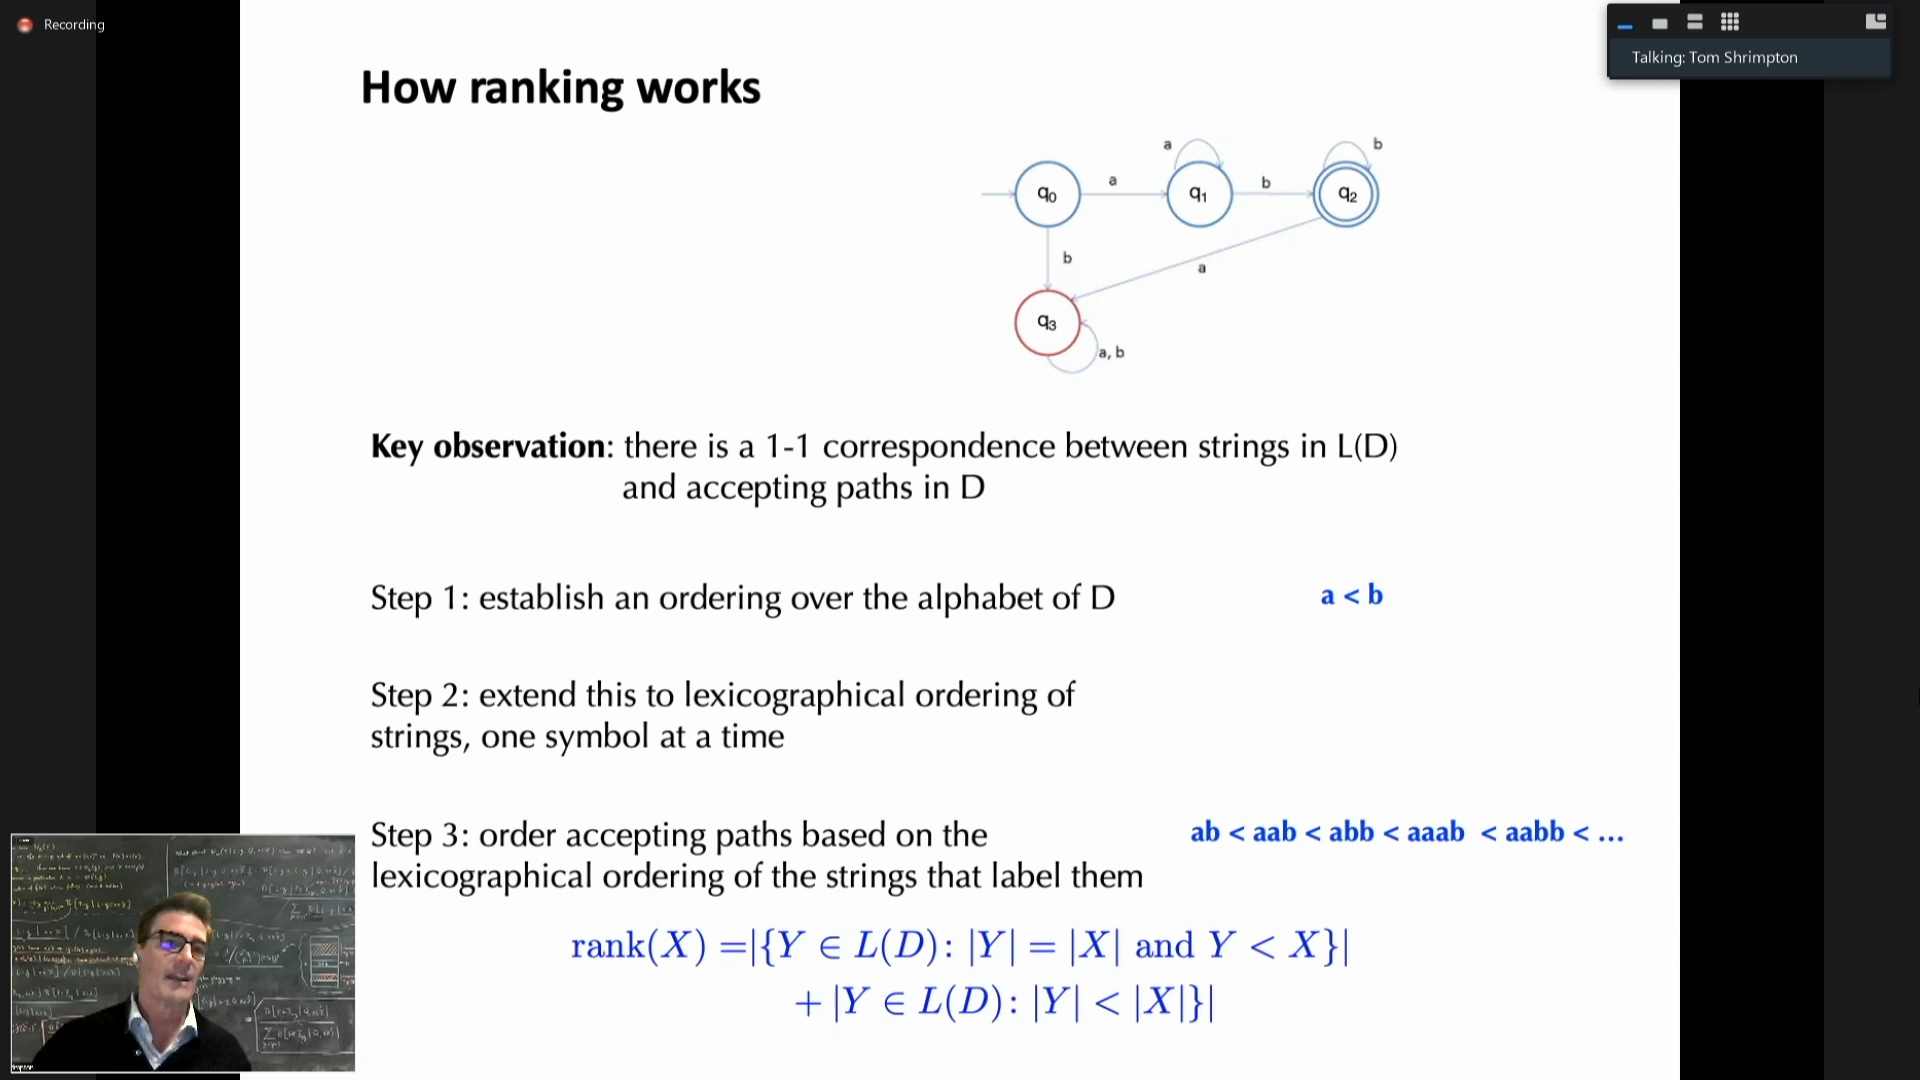 Recording
Talking: Tom Shrimpton
How ranking works
a
b
q0
a
q1
b
q2
b
a
q3
a, b
Key observation: there is a 1-1 correspondence between strings in L(D)
and accepting paths in D
Step 1: establish an ordering over the alphabet of D
a < b
Step 2: extend this to lexicographical ordering of
strings, one symbol at a time
Step 3: order accepting paths based on the
lexicographical ordering of the strings that label them
ab < aab < abb < aaab < aabb < ...
rank(X) =|{Y ∈ L(D): |Y| = |X| and Y < X}|
+ |Y ∈ L(D): |Y| < |X|}|